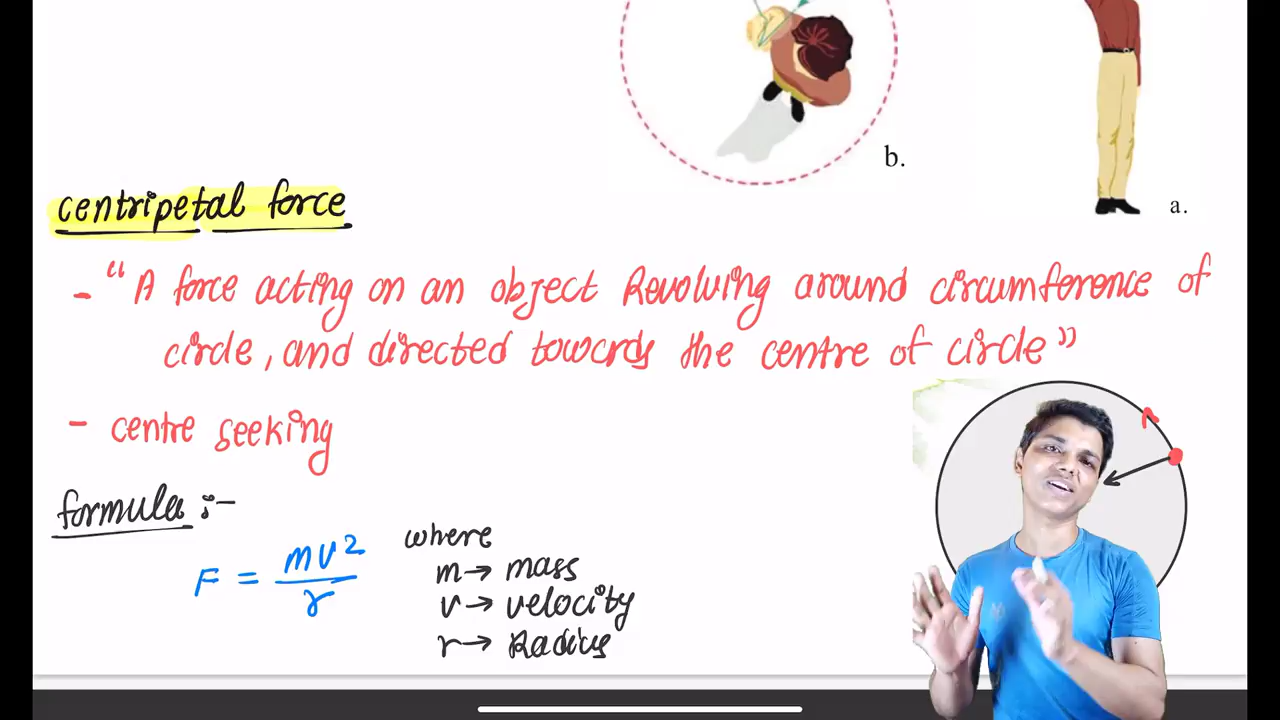 b.
a.
centripetal force
- “A force acting on an object Revolving around circumference of
circle, and directed towards the centre of circle”
- centre seeking
formula :-
F = mv²/r
where
m → mass
v → velocity
r → Radius